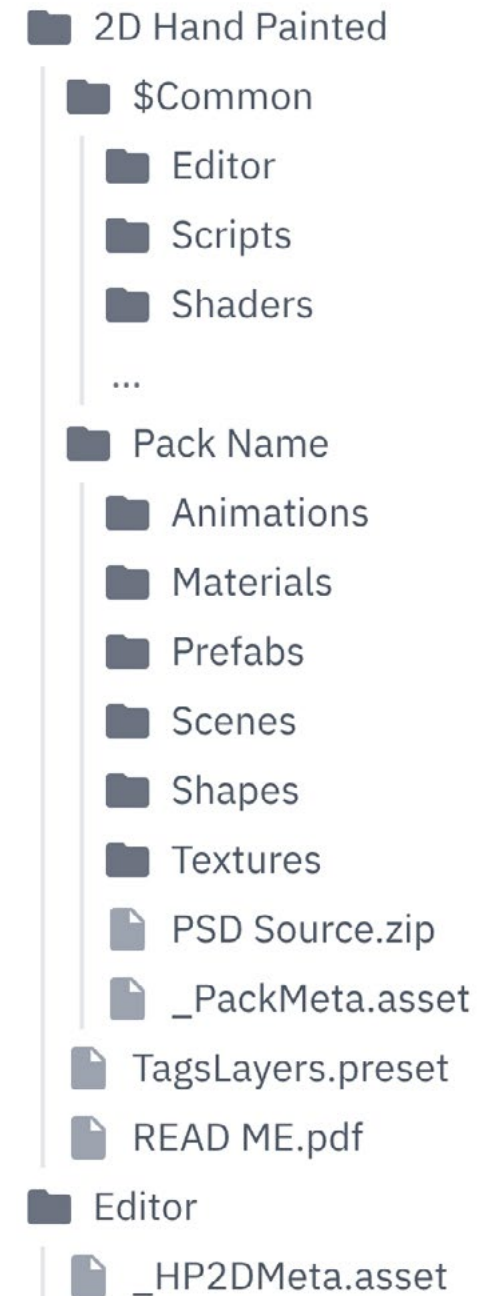 2D Hand Painted
$Common
Editor
Scripts
Shaders
...
Pack Name
Animations
Materials
Prefabs
Scenes
Shapes
Textures
PSD Source.zip
_PackMeta.asset
TagsLayers.preset
READ ME.pdf
Editor
_HP2DMeta.asset